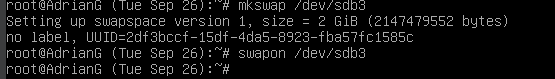 root@AdrianG (Tue Sep 26):~# mkswap /dev/sdb3
Setting up swapspace version 1, size = 2 GiB (2147479552 bytes)
no label, UUID=2df3bccf-15df-4da5-8923-fba57fc1585c
root@AdrianG (Tue Sep 26):~# swapon /dev/sdb3
root@AdrianG (Tue Sep 26):~#